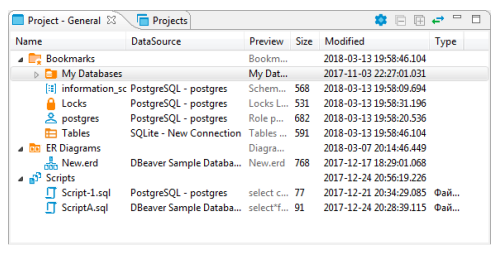 Project - General Projects
Name DataSource Preview Size Modified Type
Bookmarks Bookm... 2018-03-13 19:58:46.104
My Databases My Dat... 2017-11-03 22:27:01.031
information_sc PostgreSQL - postgres Schem... 568 2018-03-13 19:58:09.694
Locks PostgreSQL - postgres Locks L... 531 2018-03-13 19:58:31.196
postgres PostgreSQL - postgres Role p... 682 2018-03-13 19:58:20.536
Tables SQLite - New Connection Tables ... 591 2018-03-13 19:58:46.104
ER Diagrams Diagra... 2018-03-07 20:14:46.449
New.erd DBeaver Sample Databa... New.erd 768 2017-12-17 18:29:01.068
Scripts 2017-12-24 20:56:19.226
Script-1.sql PostgreSQL - postgres select c... 77 2017-12-21 20:34:29.085 Фай...
ScriptA.sql DBeaver Sample Databa... select*f... 91 2017-12-24 20:28:39.115 Фай...